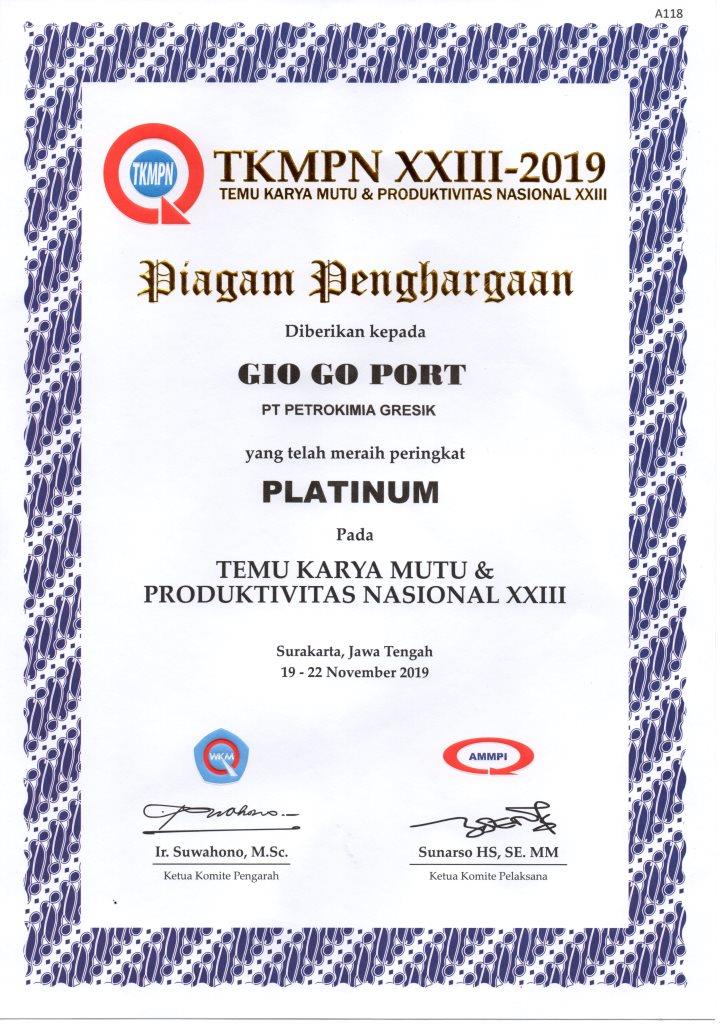 A118
TKMPN
TKMPN XXIII-2019
TEMU KARYA MUTU & PRODUKTIVITAS NASIONAL XXIII
Piagam Penghargaan
Diberikan kepada
GIO GO PORT
PT PETROKIMIA GRESIK
yang telah meraih peringkat
PLATINUM
Pada
TEMU KARYA MUTU &
PRODUKTIVITAS NASIONAL XXIII
Surakarta, Jawa Tengah
19 - 22 November 2019
WKM
AMMPI
Ir. Suwahono, M.Sc.
Sunarso HS, SE. MM
Ketua Komite Pengarah
Ketua Komite Pelaksana